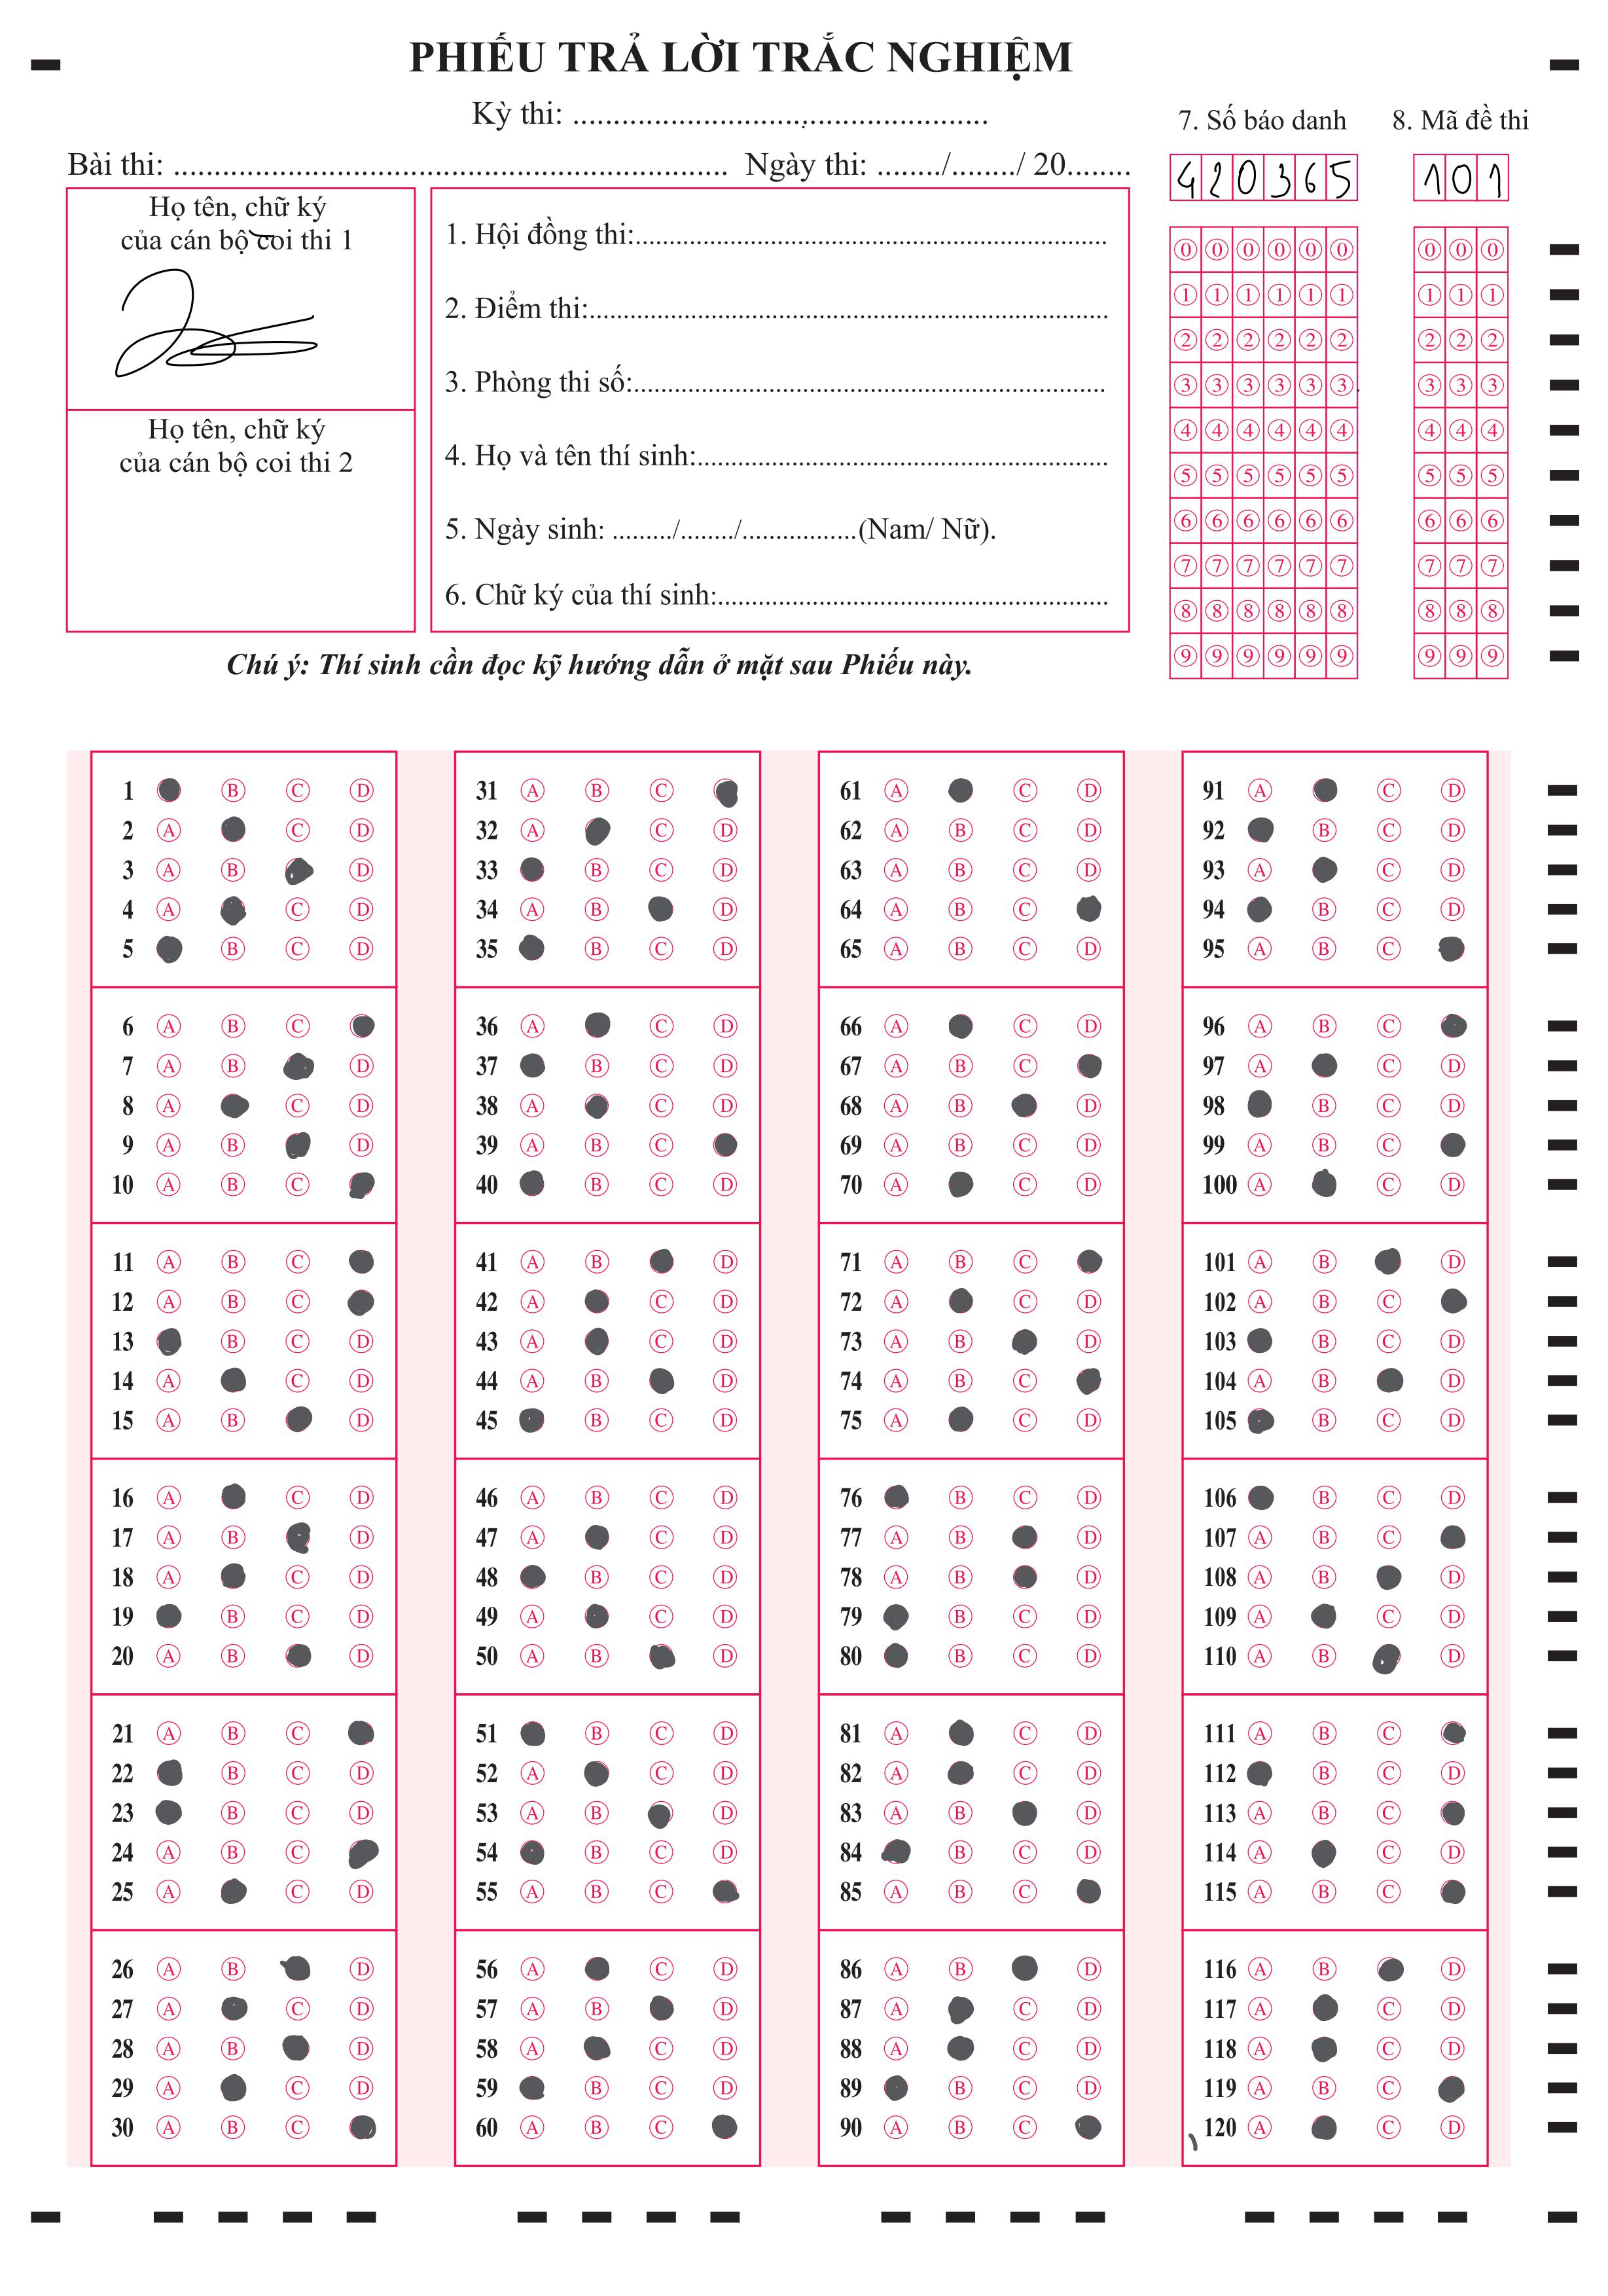 PHIẾU TRẢ LỜI TRẮC NGHIỆM
Kỳ thi: ....................................................
Bài thi: .................................................................... Ngày thi: ......../......../ 20........
Họ tên, chữ ký
của cán bộ coi thi 1
Họ tên, chữ ký
của cán bộ coi thi 2
1. Hội đồng thi:....................................................................
2. Điểm thi:...........................................................................
3. Phòng thi số:....................................................................
4. Họ và tên thí sinh:...........................................................
5. Ngày sinh: ........./......../.................(Nam/ Nữ).
6. Chữ ký của thí sinh:........................................................
7. Số báo danh
420365
0 0 0 0 0 0
1 1 1 1 1 1
2 2 2 2 2 2
3 3 3 3 3 3
4 4 4 4 4 4
5 5 5 5 5 5
6 6 6 6 6 6
7 7 7 7 7 7
8 8 8 8 8 8
9 9 9 9 9 9
8. Mã đề thi
101
0 0 0
1 1 1
2 2 2
3 3 3
4 4 4
5 5 5
6 6 6
7 7 7
8 8 8
9 9 9
Chú ý: Thí sinh cần đọc kỹ hướng dẫn ở mặt sau Phiếu này.
1 B C D
2 A C D
3 A B D
4 A C D
5 B C D
6 A B C
7 A B D
8 A C D
9 A B D
10 A B C
11 A B C
12 A B C
13 B C D
14 A C D
15 A B D
16 A C D
17 A B D
18 A C D
19 B C D
20 A B D
21 A B C
22 B C D
23 B C D
24 A B C
25 A C D
26 A B D
27 A C D
28 A B D
29 A C D
30 A B C
31 A B C
32 A C D
33 B C D
34 A B D
35 B C D
36 A C D
37 B C D
38 A C D
39 A B C
40 B C D
41 A B D
42 A C D
43 A C D
44 A B D
45 B C D
46 A B C D
47 A C D
48 B C D
49 A C D
50 A B D
51 B C D
52 A C D
53 A B D
54 B C D
55 A B C
56 A C D
57 A B D
58 A C D
59 B C D
60 A B C
61 A C D
62 A B C D
63 A B C D
64 A B C
65 A B C D
66 A C D
67 A B C
68 A B D
69 A B C D
70 A C D
71 A B C
72 A C D
73 A B D
74 A B C
75 A C D
76 B C D
77 A B D
78 A B D
79 B C D
80 B C D
81 A C D
82 A C D
83 A B D
84 B C D
85 A B C
86 A B D
87 A C D
88 A C D
89 B C D
90 A B C
91 A C D
92 B C D
93 A C D
94 B C D
95 A B C
96 A B C
97 A C D
98 B C D
99 A B C
100 A C D
101 A B D
102 A B C
103 B C D
104 A B D
105 B C D
106 B C D
107 A B C
108 A B D
109 A C D
110 A B D
111 A B C
112 B C D
113 A B C
114 A C D
115 A B C
116 A B D
117 A C D
118 A C D
119 A B C
120 A C D